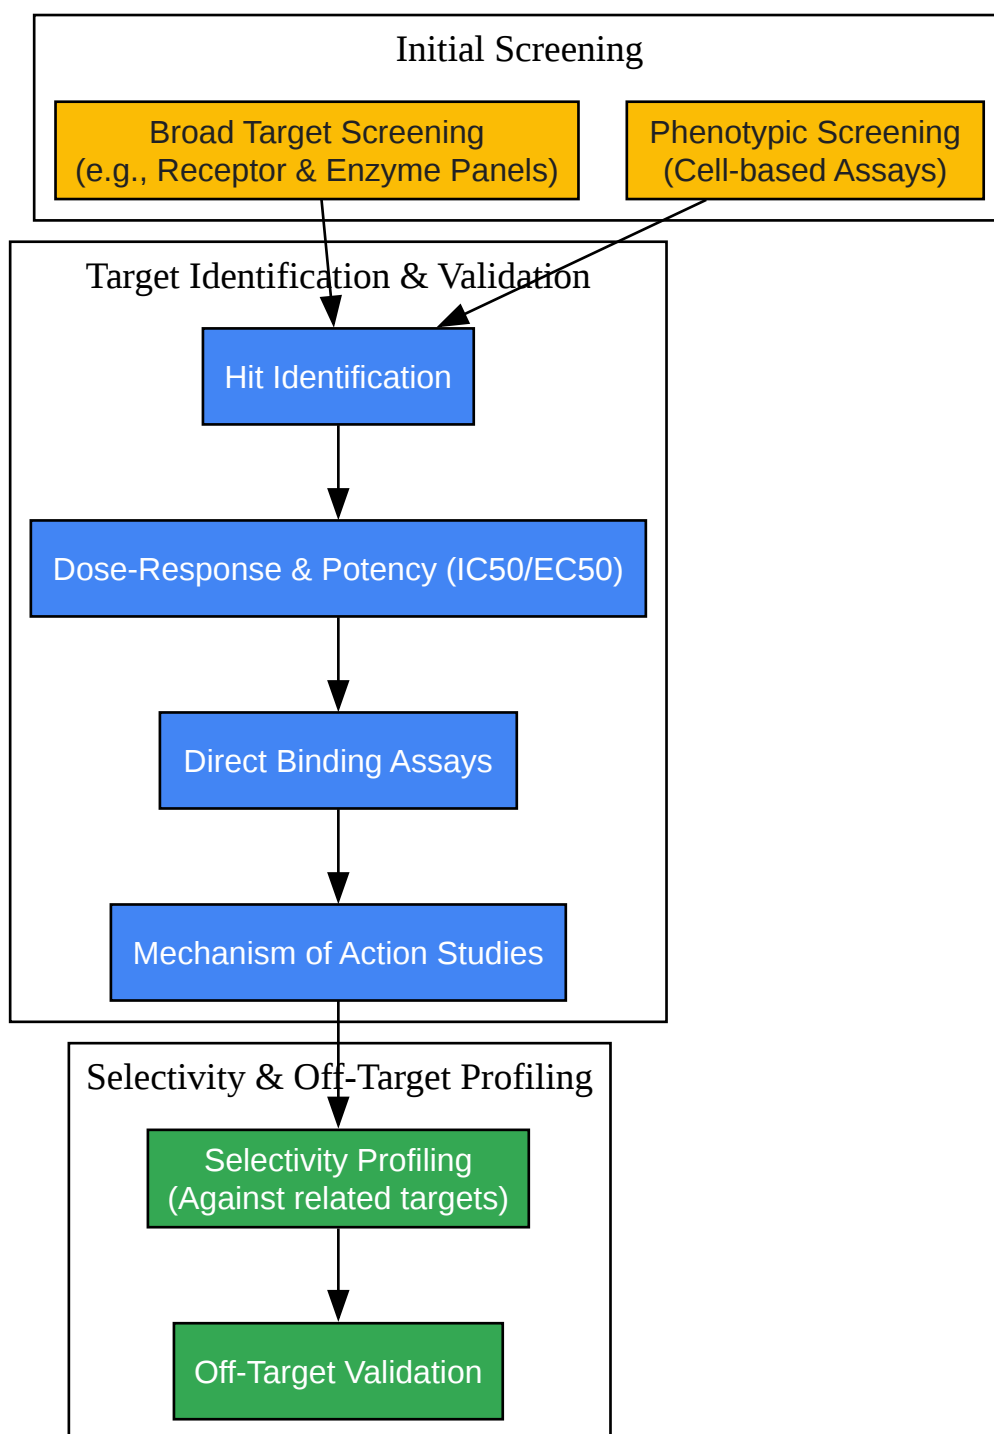 Initial Screening
Broad Target Screening
(e.g., Receptor & Enzyme Panels)
Phenotypic Screening
(Cell-based Assays)
Target Identification & Validation
Hit Identification
Dose-Response & Potency (IC50/EC50)
Direct Binding Assays
Mechanism of Action Studies
Selectivity & Off-Target Profiling
Selectivity Profiling
(Against related targets)
Off-Target Validation